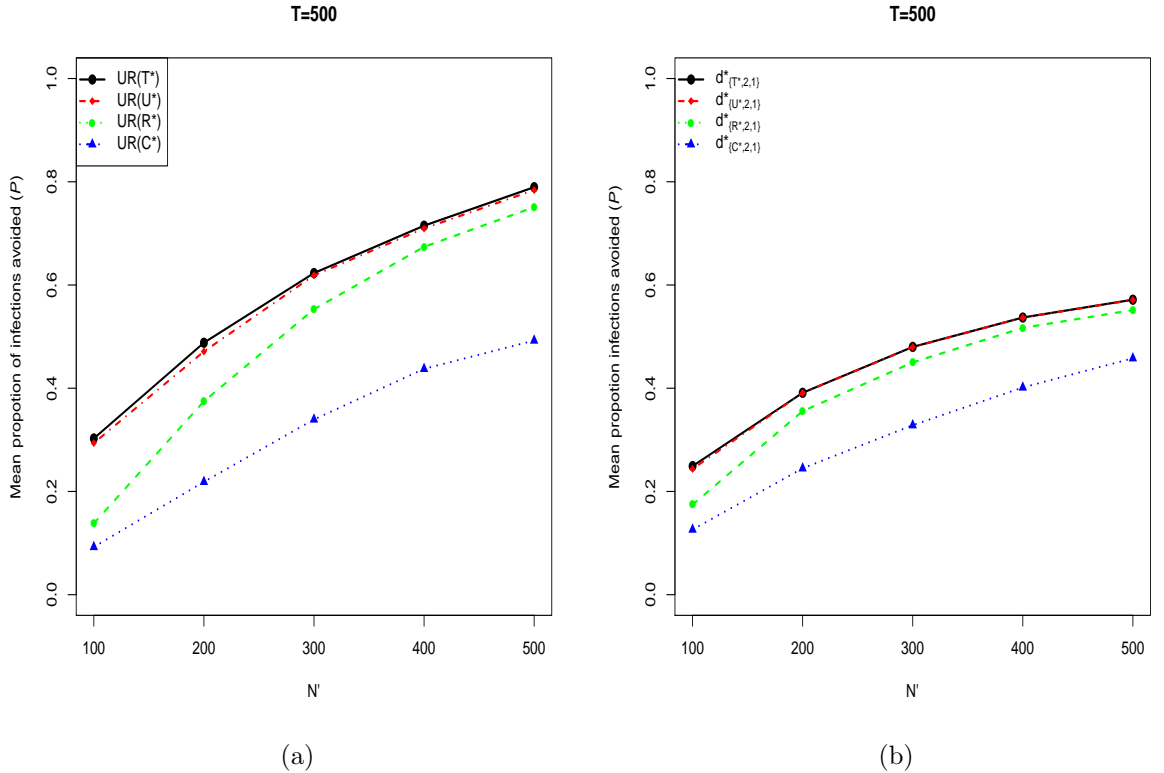 T=500
UR(T*)
UR(U*)
UR(R*)
UR(C*)
Mean propotion of infections avoided (P)
1.0
0.8
0.6
0.4
0.2
0.0
100 200 300 400 500
N'
(a)
T=500
d*{T*,2,1}
d*{U*,2,1}
d*{R*,2,1}
d*{C*,2,1}
Mean propotion infections avoided (P)
1.0
0.8
0.6
0.4
0.2
0.0
100 200 300 400 500
N'
(b)